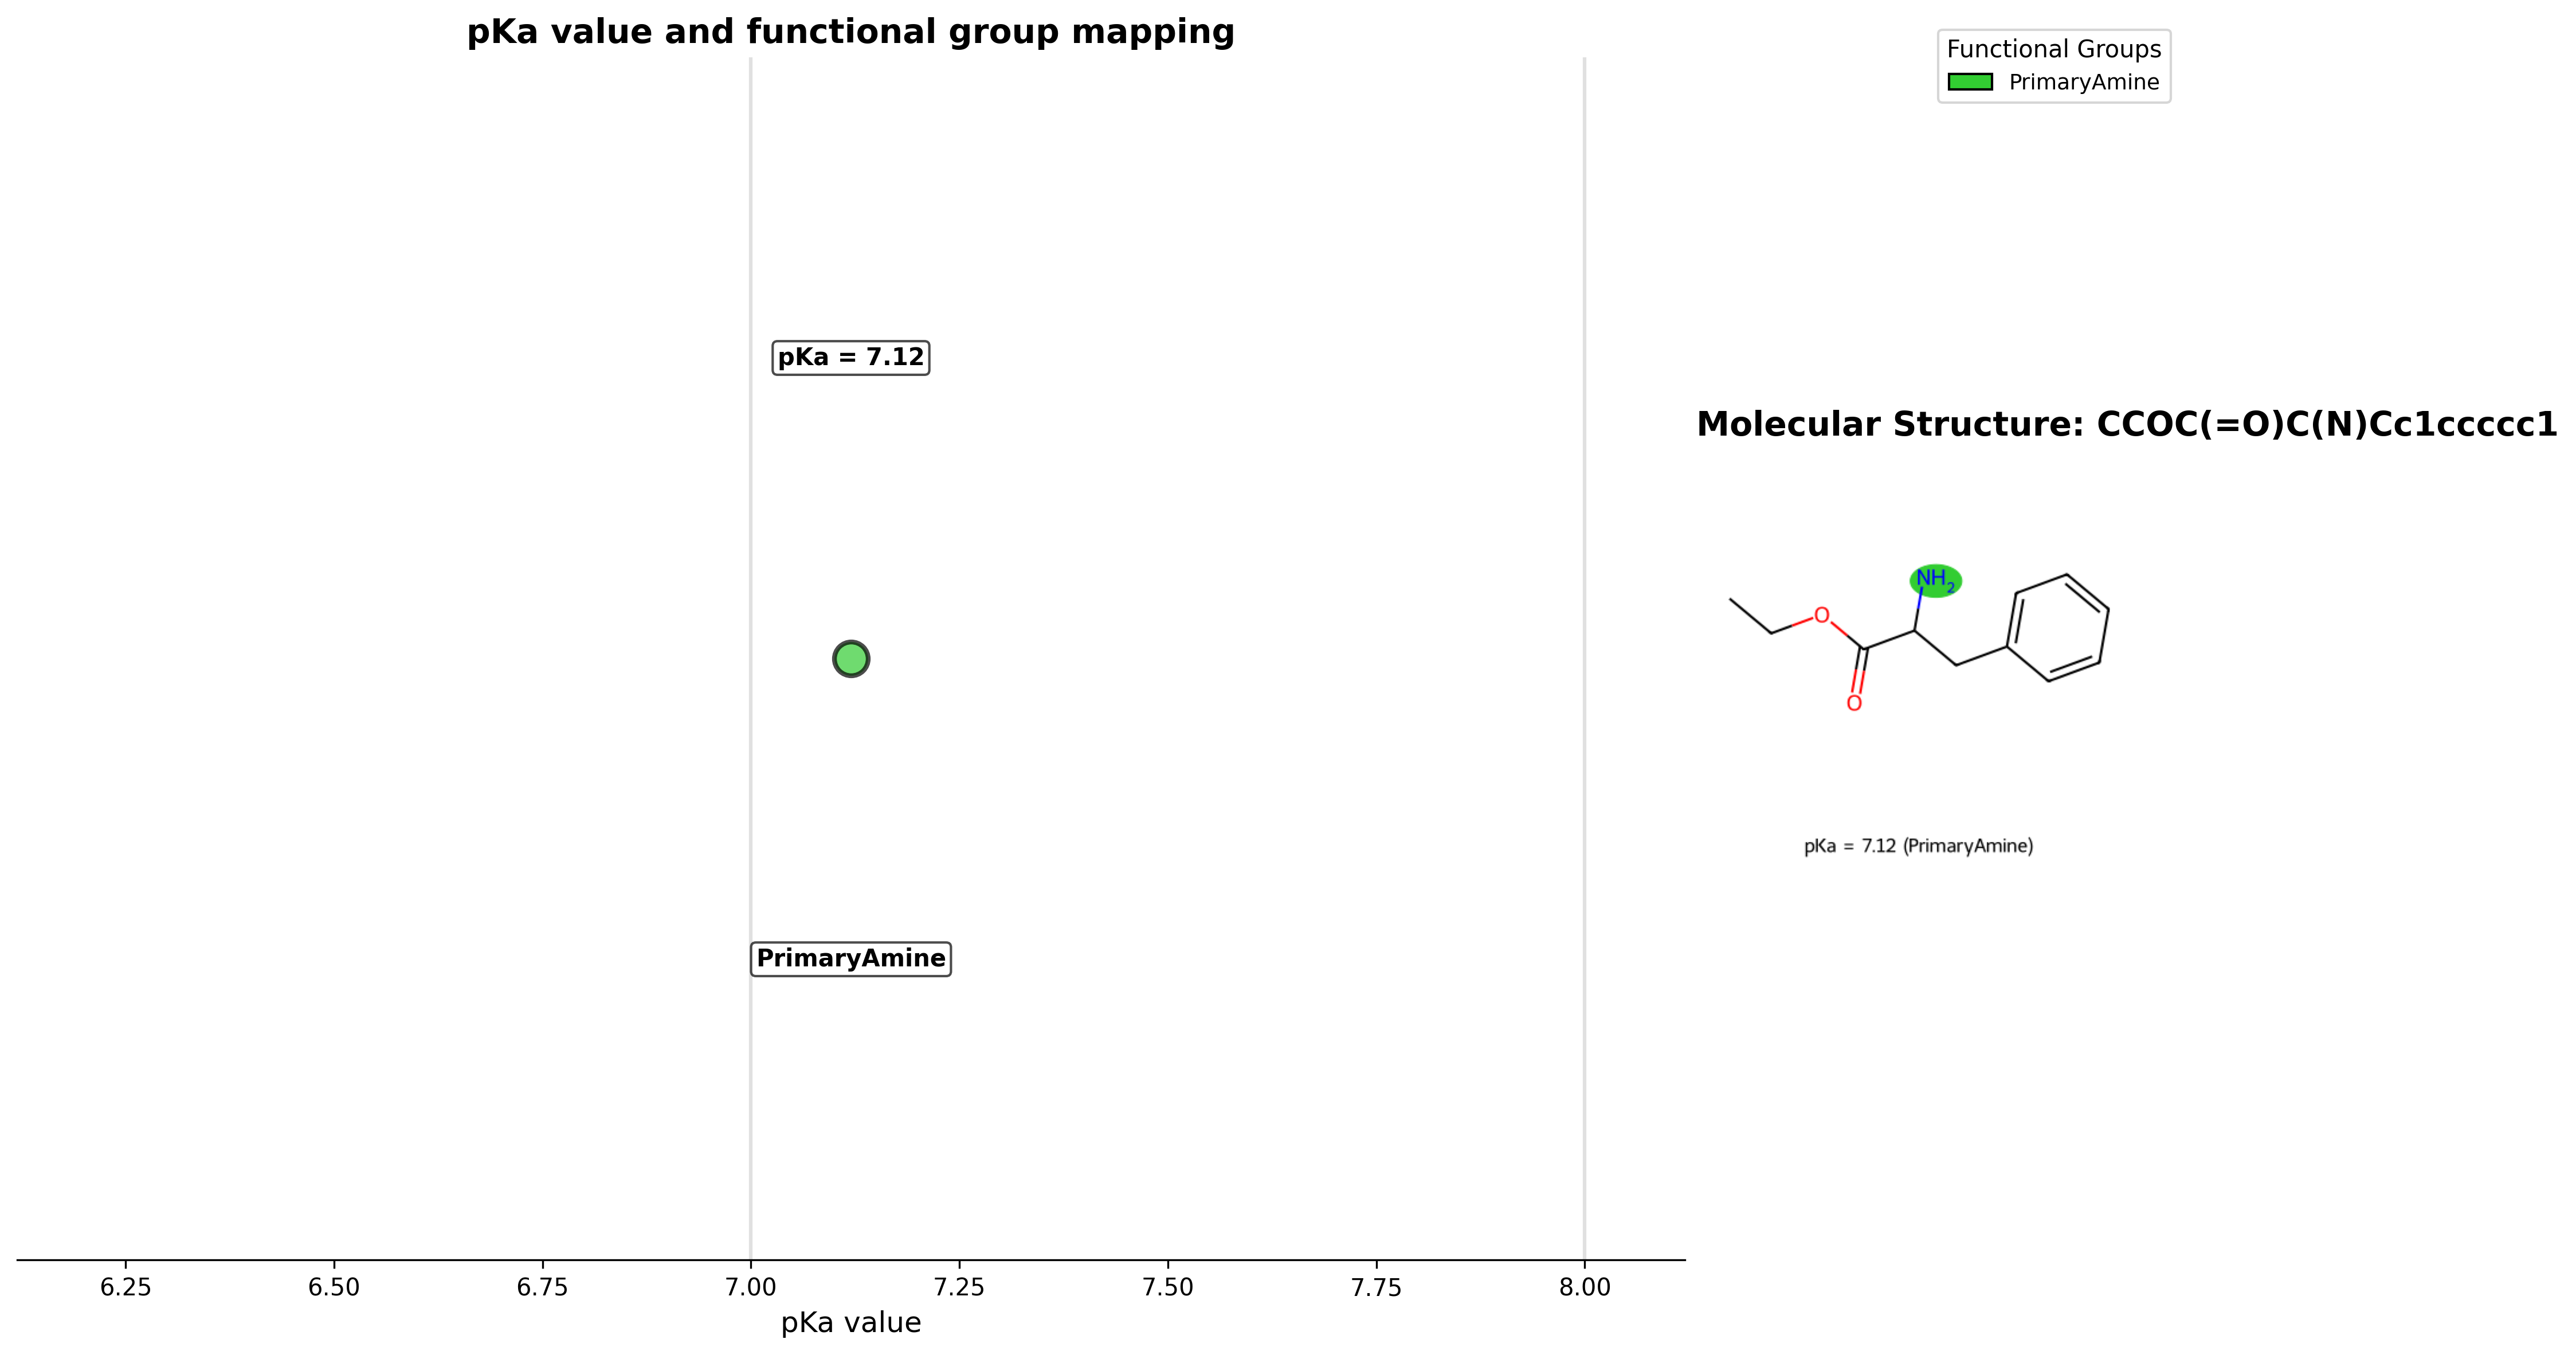 pKa value and functional group mapping
Functional Groups
PrimaryAmine
pKa = 7.12
Molecular Structure: CCOC(=O)C(N)Cc1ccccc1
NH2
O
O
pKa = 7.12 (PrimaryAmine)
PrimaryAmine
6.25 6.50 6.75 7.00 7.25 7.50 7.75 8.00
pKa value